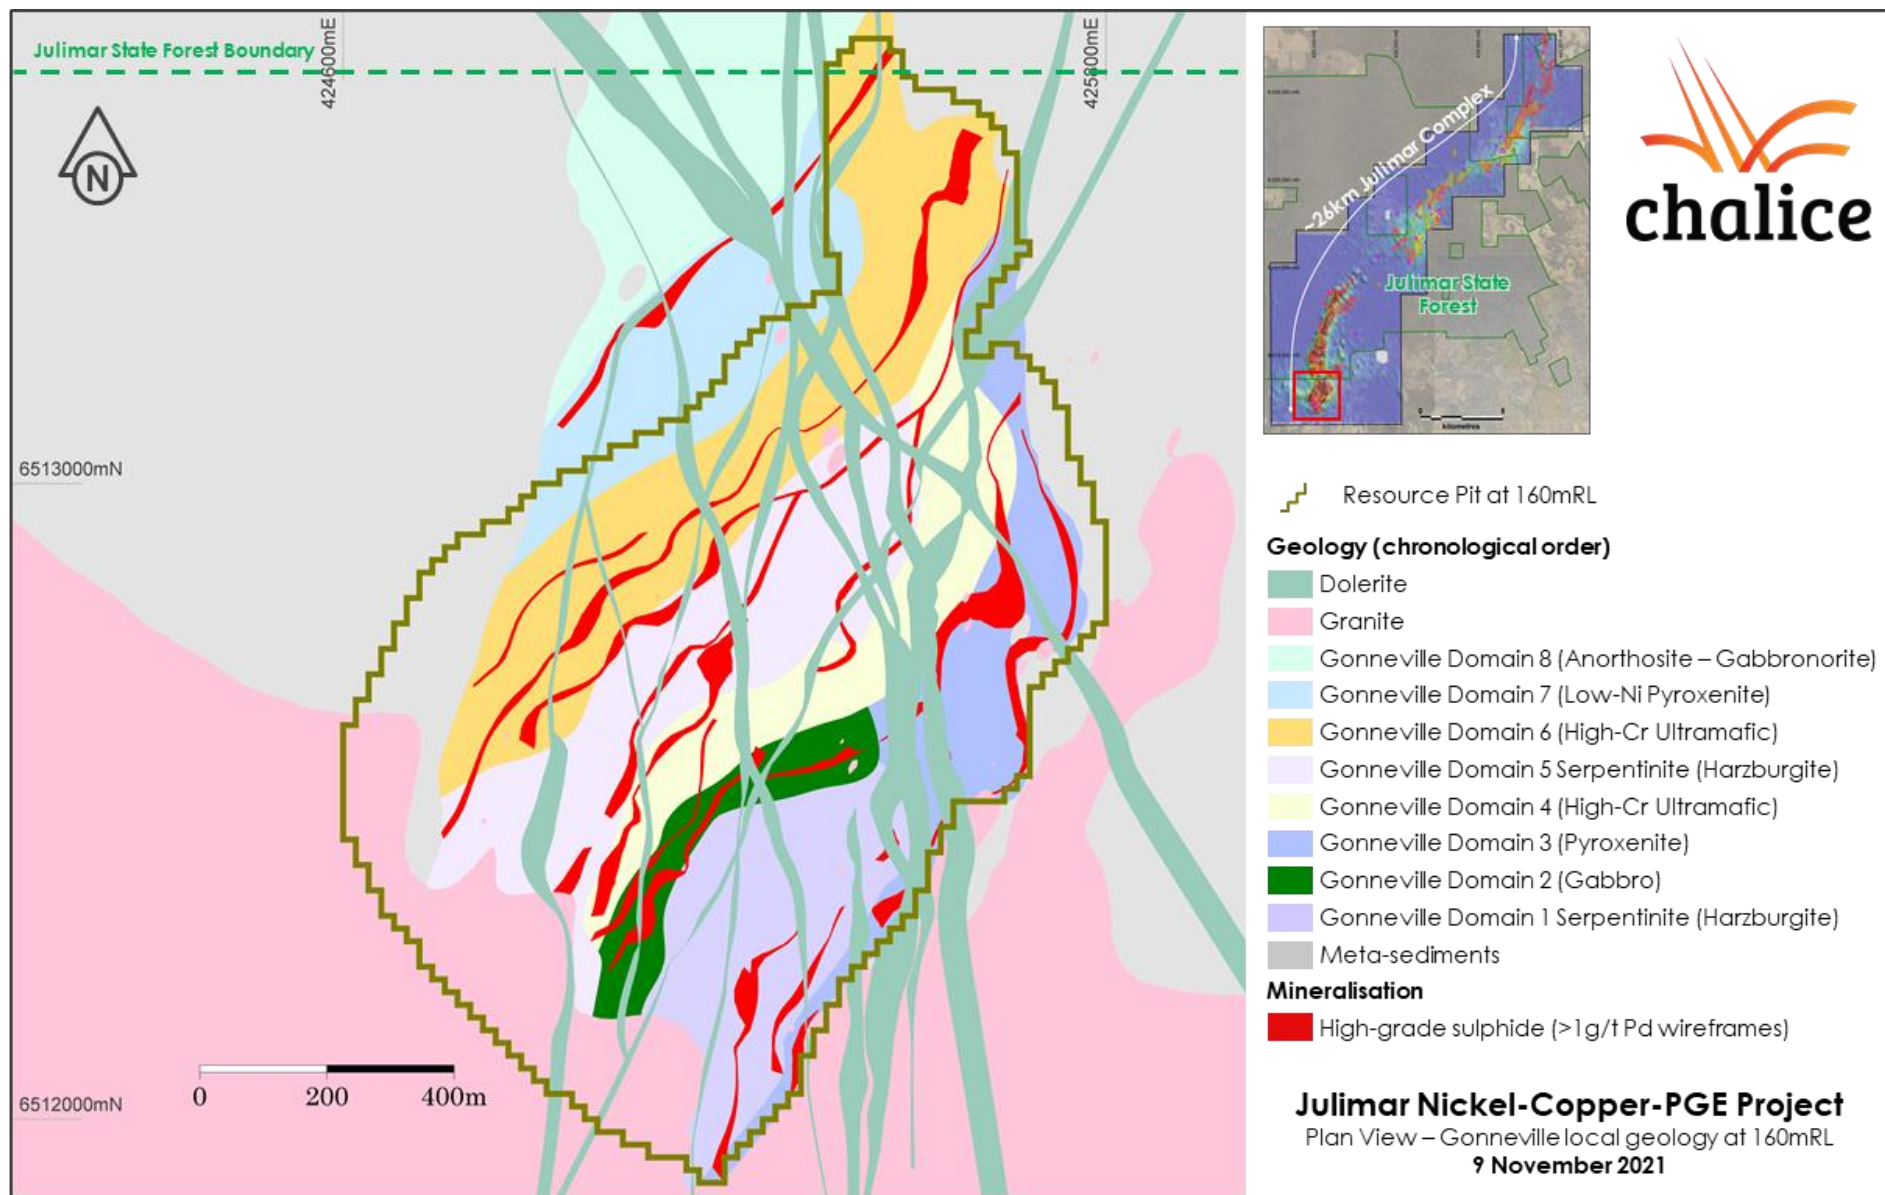 Julimar State Forest Boundary
424600mE
425800mE
N
6513000mN
6512000mN
0 200 400m
~26km Julimar Complex
Julimar State
Forest
0
kilometres
chalice
Resource Pit at 160mRL
Geology (chronological order)
Dolerite
Granite
Gonneville Domain 8 (Anorthosite – Gabbronorite)
Gonneville Domain 7 (Low-Ni Pyroxenite)
Gonneville Domain 6 (High-Cr Ultramafic)
Gonneville Domain 5 Serpentinite (Harzburgite)
Gonneville Domain 4 (High-Cr Ultramafic)
Gonneville Domain 3 (Pyroxenite)
Gonneville Domain 2 (Gabbro)
Gonneville Domain 1 Serpentinite (Harzburgite)
Meta-sediments
Mineralisation
High-grade sulphide (>1g/t Pd wireframes)
Julimar Nickel-Copper-PGE Project
Plan View – Gonneville local geology at 160mRL
9 November 2021